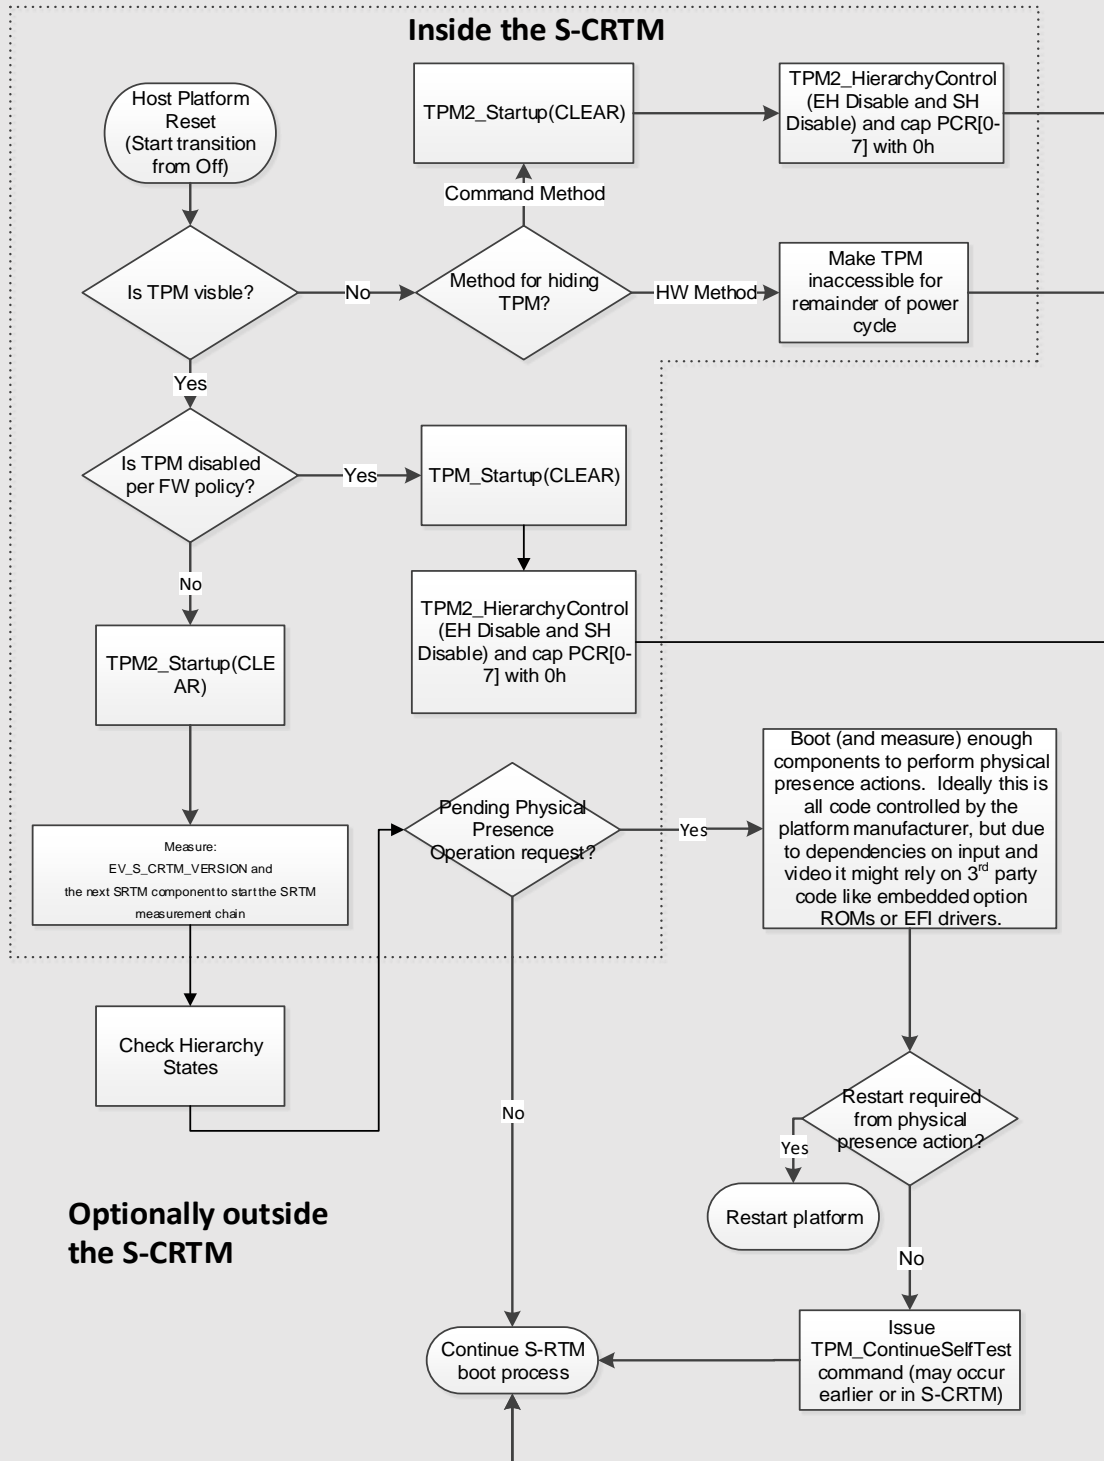 Inside the S-CRTM
Host Platform
Reset
(Start transition
from Off)
TPM2_Startup(CLEAR)
TPM2_HierarchyControl
(EH Disable and SH
Disable) and cap PCR[0-
7] with 0h
Command Method
Is TPM visble?
No
Method for hiding
TPM?
HW Method
Make TPM
inaccessible for
remainder of power
cycle
Yes
Is TPM disabled
per FW policy?
Yes
TPM_Startup(CLEAR)
No
TPM2_HierarchyControl
(EH Disable and SH
Disable) and cap PCR[0-
7] with 0h
TPM2_Startup(CLE
AR)
Measure:
EV_S_CRTM_VERSION and
the next SRTM component to start the SRTM
measurement chain
Pending Physical
Presence
Operation request?
Yes
Boot (and measure) enough
components to perform physical
presence actions.  Ideally this is
all code controlled by the
platform manufacturer, but due
to dependencies on input and
video it might rely on 3rd party
code like embedded option
ROMs or EFI drivers.
Check Hierarchy
States
No
Restart required
from physical
presence action?
Yes
Restart platform
No
Optionally outside
the S-CRTM
Continue S-RTM
boot process
Issue
TPM_ContinueSelfTest
command (may occur
earlier or in S-CRTM)